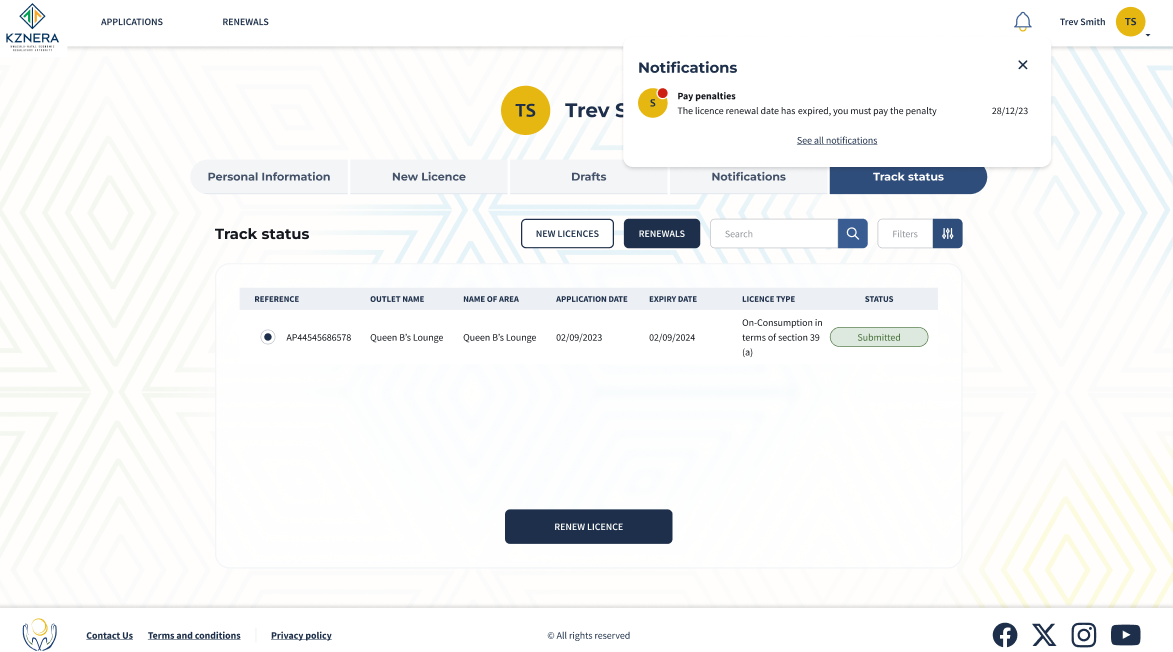 KZNERA
APPLICATIONS
RENEWALS
Trev Smith
TS
Notifications
S
Pay penalties
The licence renewal date has expired, you must pay the penalty
28/12/23
See all notifications
TS
Trev S
Personal Information
New Licence
Drafts
Notifications
Track status
Track status
NEW LICENCES
RENEWALS
Search
Filters
REFERENCE OUTLET NAME NAME OF AREA APPLICATION DATE EXPIRY DATE LICENCE TYPE STATUS
AP44545686578 Queen B's Lounge Queen B's Lounge 02/09/2023 02/09/2024
On-Consumption in
terms of section 39
(a)
Submitted
RENEW LICENCE
Contact Us
Terms and conditions
Privacy policy
© All rights reserved